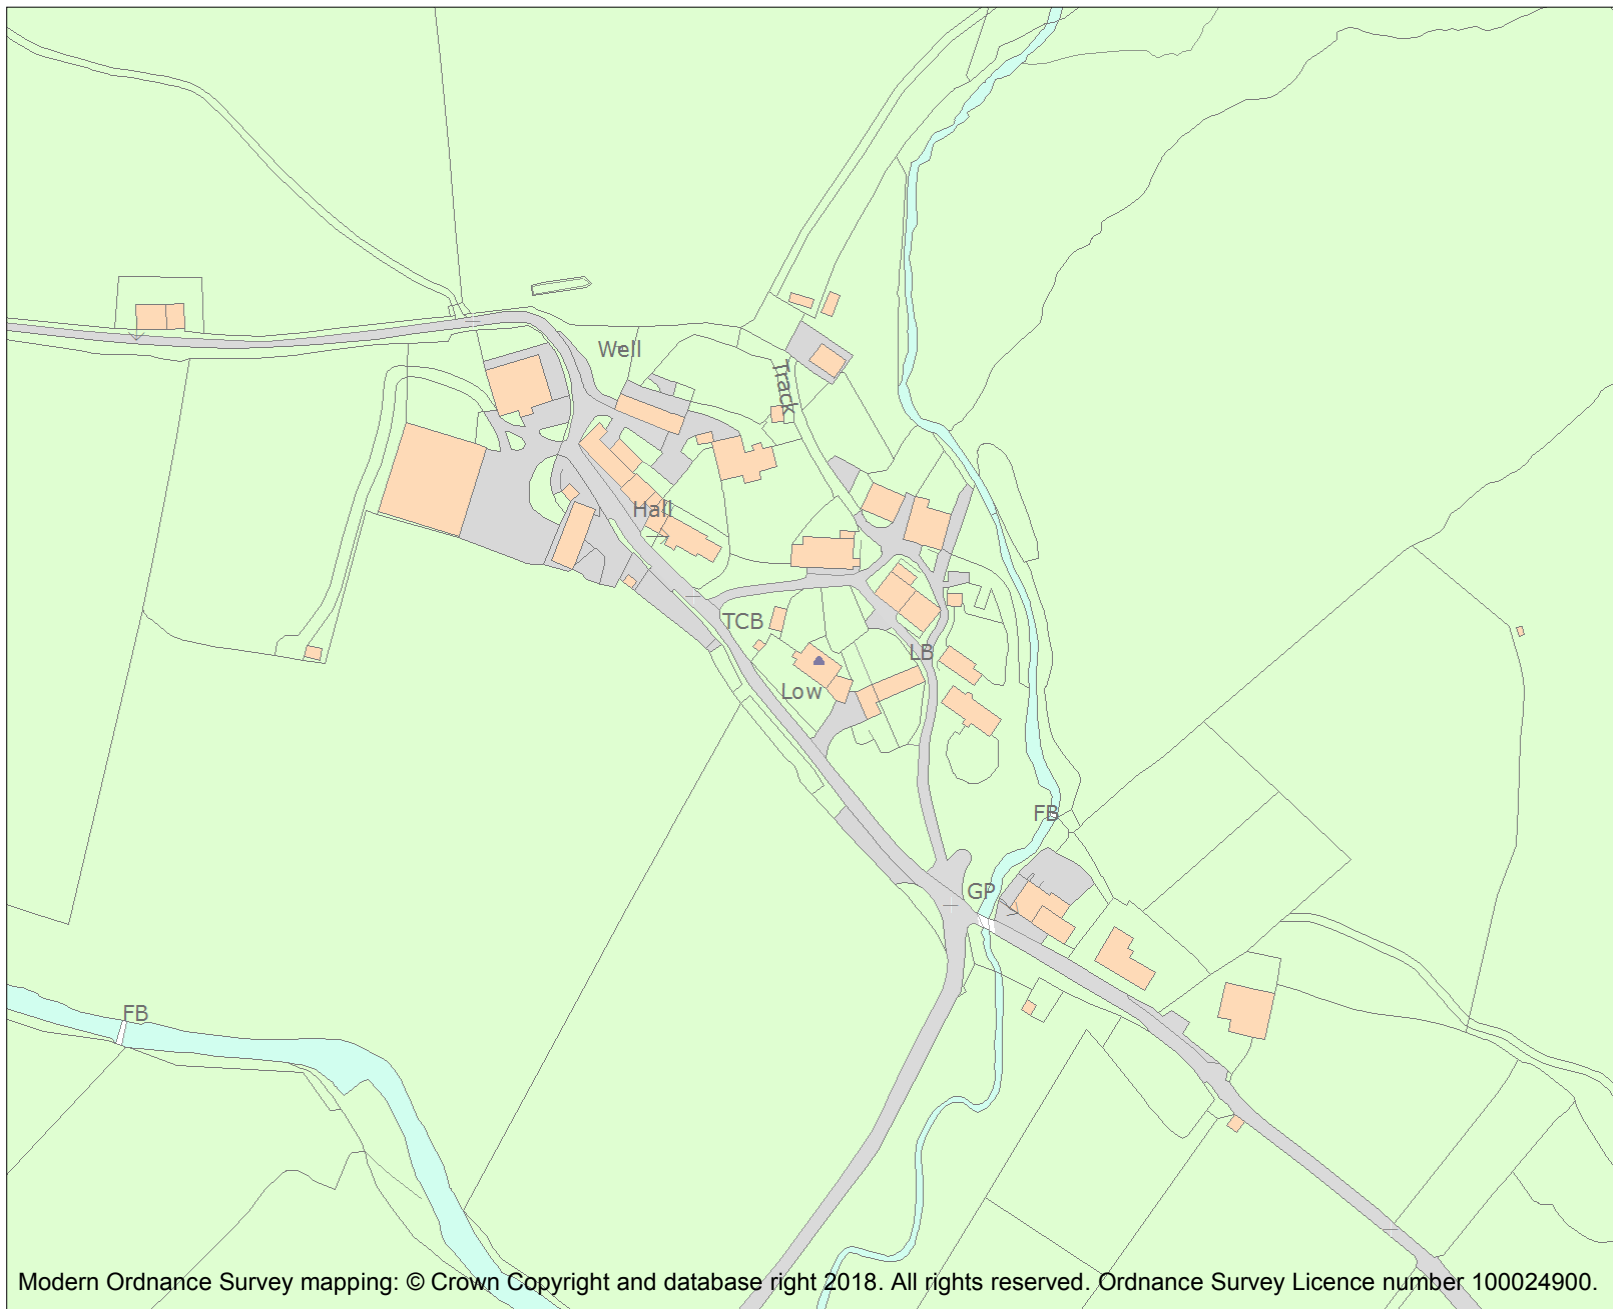 Well
Track
Hall
TCB
LB
Low
FB
GP
FB
Modern Ordnance Survey mapping: © Crown Copyright and database right 2018. All rights reserved. Ordnance Survey Licence number 100024900.